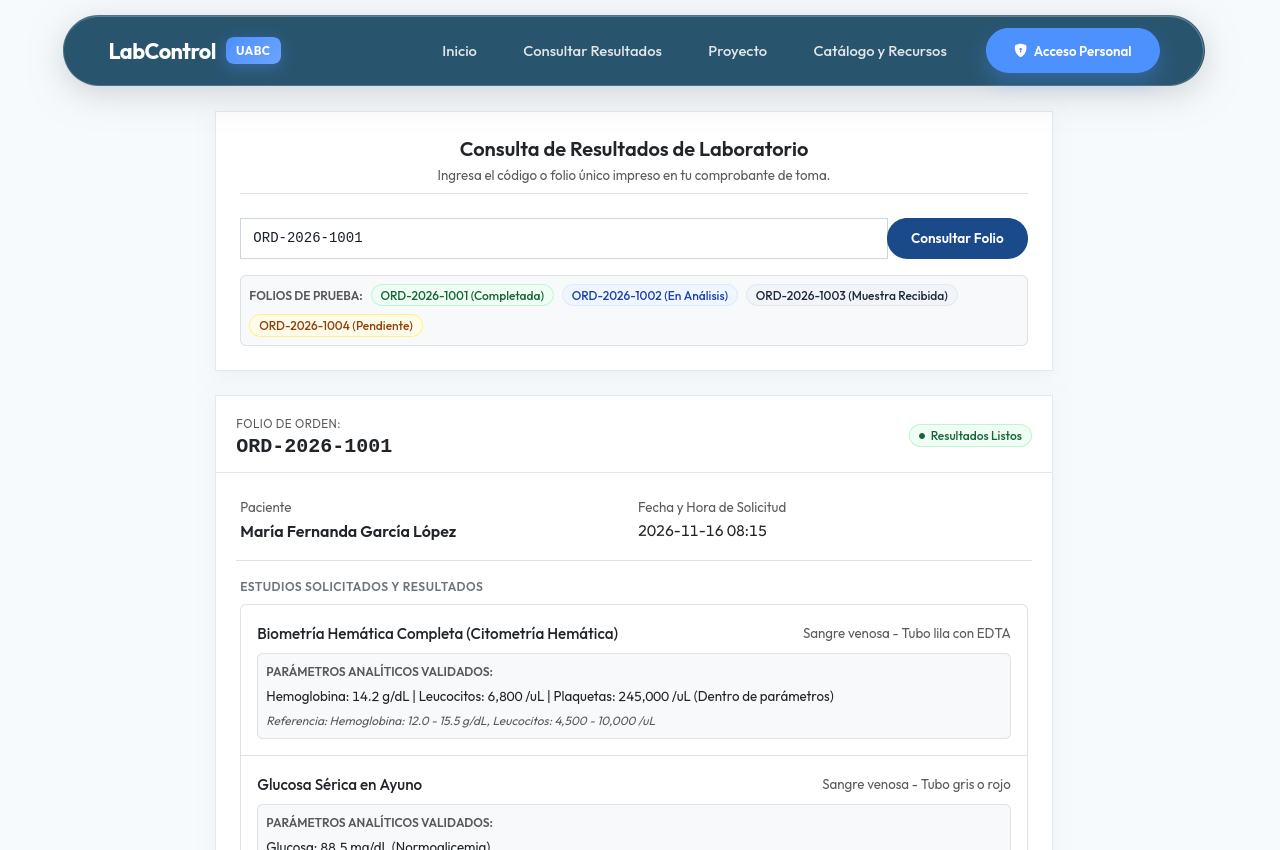 LabControl UABC Inicio Consultar Resultados Proyecto Catálogo y Recursos Acceso Personal
Consulta de Resultados de Laboratorio
Ingresa el código o folio único impreso en tu comprobante de toma.
ORD-2026-1001 Consultar Folio
FOLIOS DE PRUEBA: ORD-2026-1001 (Completada) ORD-2026-1002 (En Análisis) ORD-2026-1003 (Muestra Recibida)
ORD-2026-1004 (Pendiente)
FOLIO DE ORDEN:
ORD-2026-1001
Resultados Listos
Paciente Fecha y Hora de Solicitud
María Fernanda García López 2026-11-16 08:15
ESTUDIOS SOLICITADOS Y RESULTADOS
Biometría Hemática Completa (Citometría Hemática) Sangre venosa - Tubo lila con EDTA
PARÁMETROS ANALÍTICOS VALIDADOS:
Hemoglobina: 14.2 g/dL | Leucocitos: 6,800 /uL | Plaquetas: 245,000 /uL (Dentro de parámetros)
Referencia: Hemoglobina: 12.0 - 15.5 g/dL, Leucocitos: 4,500 - 10,000 /uL
Glucosa Sérica en Ayuno Sangre venosa - Tubo gris o rojo
PARÁMETROS ANALÍTICOS VALIDADOS:
Glucosa: 88.5 mg/dL (Normoglicemia)